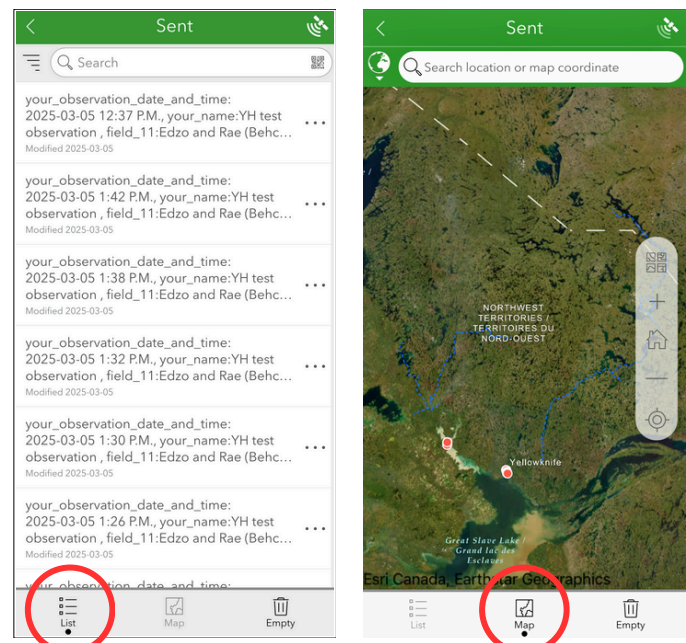 Sent
Search
your_observation_date_and_time:
2025-03-05 12:37 P.M., your_name:YH test
observation , field_11:Edzo and Rae (Behc...
Modified 2025-03-05
your_observation_date_and_time:
2025-03-05 1:42 P.M., your_name:YH test
observation , field_11:Edzo and Rae (Behc...
Modified 2025-03-05
your_observation_date_and_time:
2025-03-05 1:38 P.M., your_name:YH test
observation , field_11:Edzo and Rae (Behc...
Modified 2025-03-05
your_observation_date_and_time:
2025-03-05 1:32 P.M., your_name:YH test
observation , field_11:Edzo and Rae (Behc...
Modified 2025-03-05
your_observation_date_and_time:
2025-03-05 1:30 P.M., your_name:YH test
observation , field_11:Edzo and Rae (Behc...
Modified 2025-03-05
your_observation_date_and_time:
2025-03-05 1:26 P.M., your_name:YH test
observation , field_11:Edzo and Rae (Behc...
Modified 2025-03-05
your_observation_date_and_time:
List
Map
Empty
Sent
Search location or map coordinate
NORTHWEST
TERRITORIES /
TERRITOIRES DU
NORD-OUEST
Yellowknife
Great Slave Lake /
Grand lac des
Esclaves
Esri Canada, Earthstar Geographics
List
Map
Empty